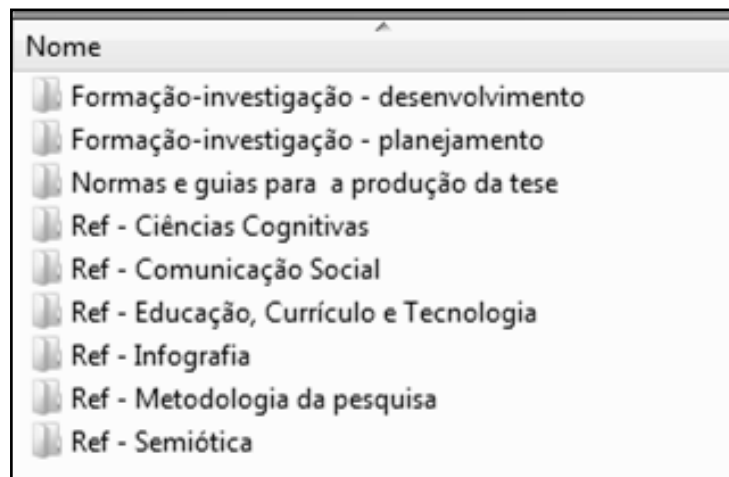 Nome
Formação-investigação - desenvolvimento
Formação-investigação - planejamento
Normas e guias para  a produção da tese
Ref - Ciências Cognitivas
Ref - Comunicação Social
Ref - Educação, Currículo e Tecnologia
Ref - Infografia
Ref - Metodologia da pesquisa
Ref - Semiótica